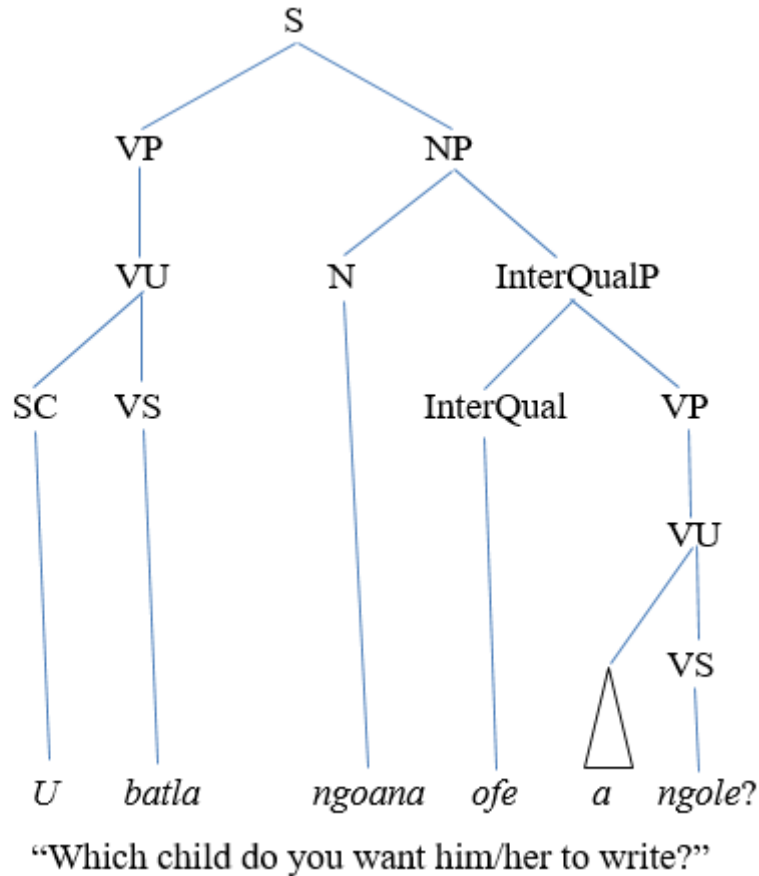 S
VP NP
VU N InterQualP
SC VS InterQual VP
VU
VS
U batla ngoana ofe a ngole?
“Which child do you want him/her to write?”